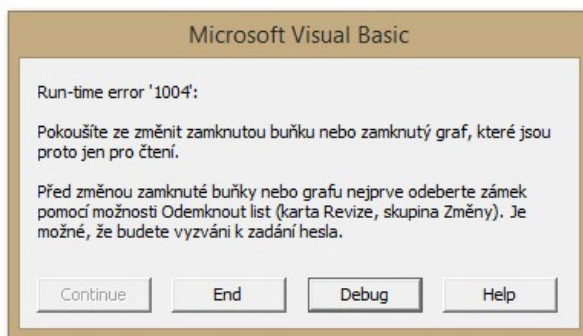 Microsoft Visual Basic
Run-time error '1004':
Pokoušíte ze změnit zamknutou buňku nebo zamknutý graf, které jsou
proto jen pro čtení.
Před změnou zamknuté buňky nebo grafu nejprve odeberte zámek
pomocí možnosti Odemknout list (karta Revize, skupina Změny). Je
možné, že budete vyzváni k zadání hesla.
Continue End Debug Help